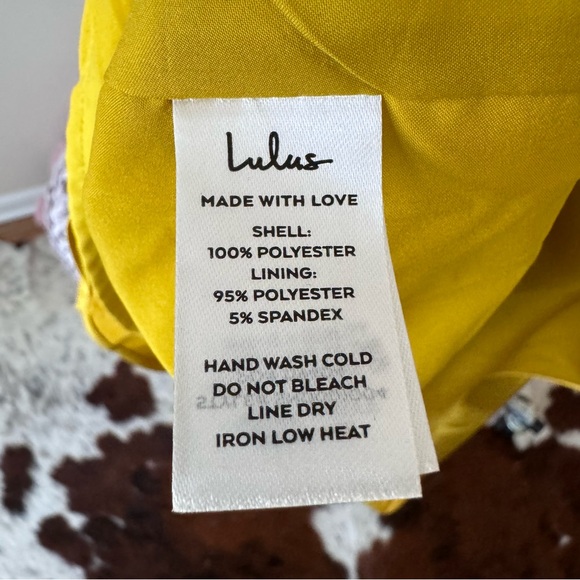 Lulus
MADE WITH LOVE
SHELL:
100% POLYESTER
LINING:
95% POLYESTER
5% SPANDEX
HAND WASH COLD
DO NOT BLEACH
LINE DRY
IRON LOW HEAT